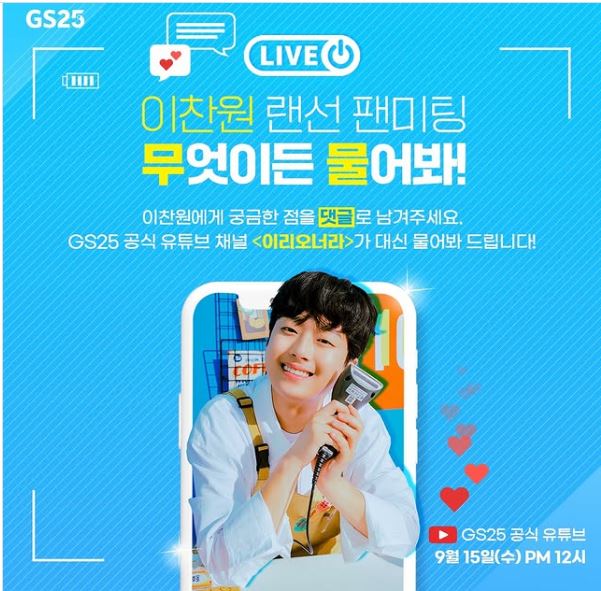 GS25
LIVE
이찬원 랜선 팬미팅
무엇이든 물어봐!
이찬원에게 궁금한 점을 댓글로 남겨주세요.
GS25 공식 유튜브 채널 <이리오너라>가 대신 물어봐 드립니다!
GS25 공식 유튜브
9월 15일(수) PM 12시